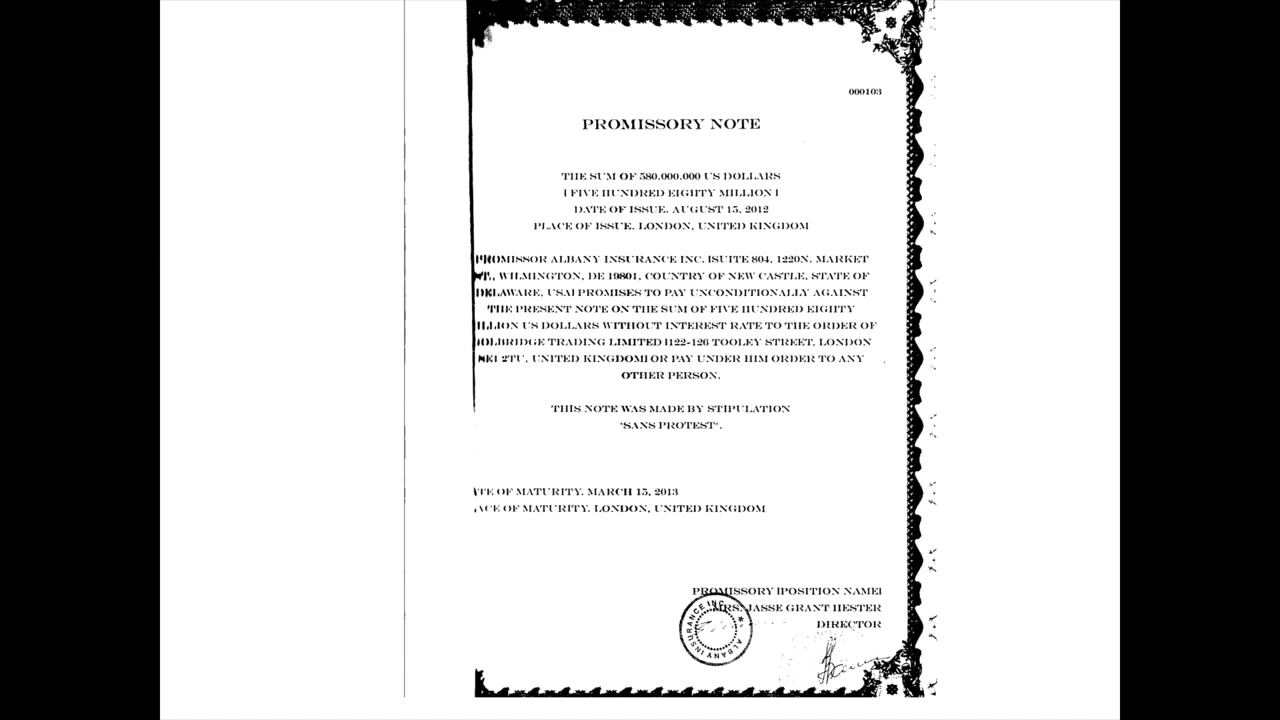 000103
PROMISSORY NOTE
THE SUM OF 580.000.000 US DOLLARS
[ FIVE HUNDRED EIGHTY MILLION ]
DATE OF ISSUE. AUGUST 15, 2012
PLACE OF ISSUE. LONDON, UNITED KINGDOM
PROMISSOR ALBANY INSURANCE INC. [SUITE 804, 1220N. MARKET
WILMINGTON, DE 19801, COUNTRY OF NEW CASTLE, STATE OF
DELAWARE, USA] PROMISES TO PAY UNCONDITIONALLY AGAINST
THE PRESENT NOTE ON THE SUM OF FIVE HUNDRED EIGHTY
ILLION US DOLLARS WITHOUT INTEREST RATE TO THE ORDER OF
OLBRIDGE TRADING LIMITED [122-126 TOOLEY STREET, LONDON
SE1 2TU, UNITED KINGDOM] OR PAY UNDER HIM ORDER TO ANY
OTHER PERSON.
THIS NOTE WAS MADE BY STIPULATION
"SANS PROTEST".
ATE OF MATURITY. MARCH 15, 2013
ACE OF MATURITY. LONDON, UNITED KINGDOM
PROMISSORY [POSITION NAME]
MRS. JASSE GRANT HESTER
DIRECTOR
ALBANY INSURANCE INC.